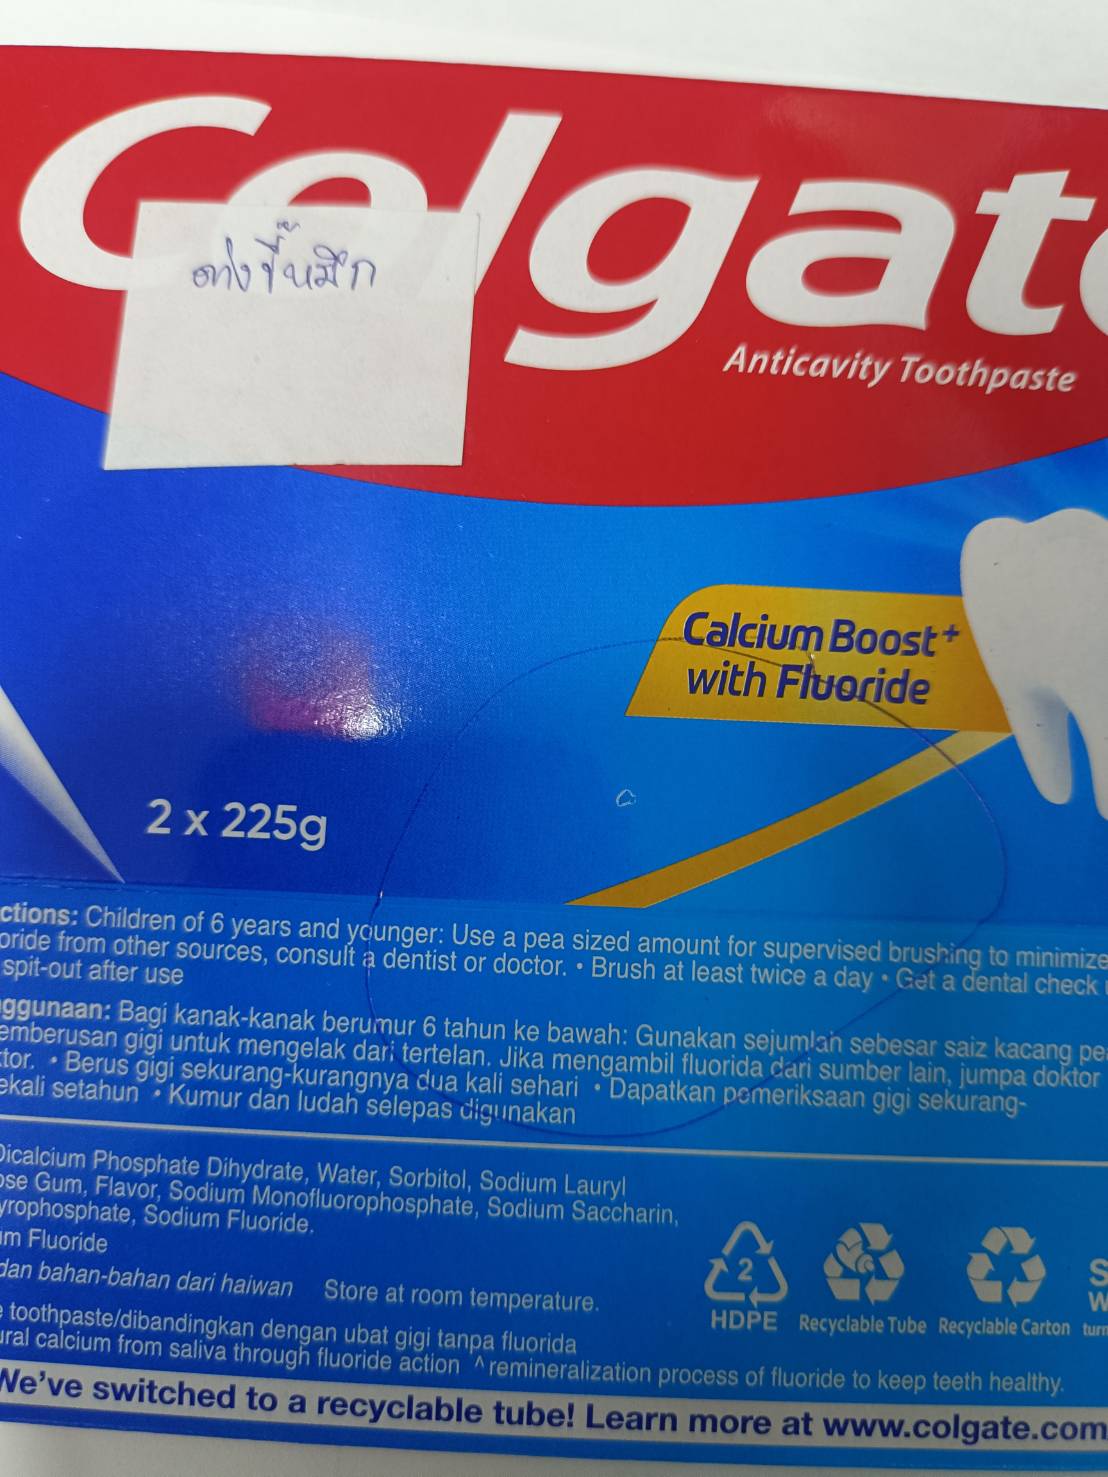 Colgate
ด่างขี้หมึก
Anticavity Toothpaste
Calcium Boost+
with Fluoride
2 x 225g
ctions: Children of 6 years and younger: Use a pea sized amount for supervised brushing to minimize
oride from other sources, consult a dentist or doctor. • Brush at least twice a day • Get a dental check
spit-out after use
ggunaan: Bagi kanak-kanak berumur 6 tahun ke bawah: Gunakan sejumlah sebesar saiz kacang pe
emberusan gigi untuk mengelak dari tertelan. Jika mengambil fluorida dari sumber lain, jumpa doktor
tor. • Berus gigi sekurang-kurangnya dua kali sehari • Dapatkan pemeriksaan gigi sekurang-
ekali setahun • Kumur dan ludah selepas digunakan
Dicalcium Phosphate Dihydrate, Water, Sorbitol, Sodium Lauryl
ose Gum, Flavor, Sodium Monofluorophosphate, Sodium Saccharin,
yrophosphate, Sodium Fluoride.
um Fluoride
dan bahan-bahan dari haiwan Store at room temperature.
2
HDPE Recyclable Tube Recyclable Carton turn
S
W
e toothpaste/dibandingkan dengan ubat gigi tanpa fluorida
ural calcium from saliva through fluoride action ^ remineralization process of fluoride to keep teeth healthy.
We've switched to a recyclable tube! Learn more at www.colgate.com